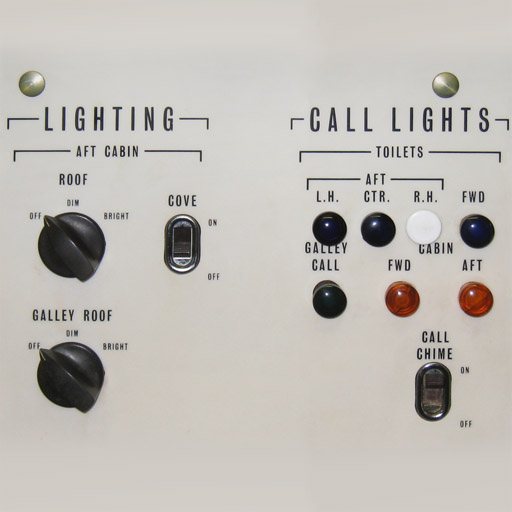 LIGHTING
AFT CABIN
ROOF
OFF DIM BRIGHT
COVE
ON
OFF
GALLEY ROOF
OFF DIM BRIGHT
CALL LIGHTS
TOILETS
AFT
L.H. CTR. R.H. FWD
GALLEY CABIN
CALL FWD AFT
CALL
CHIME
ON
OFF